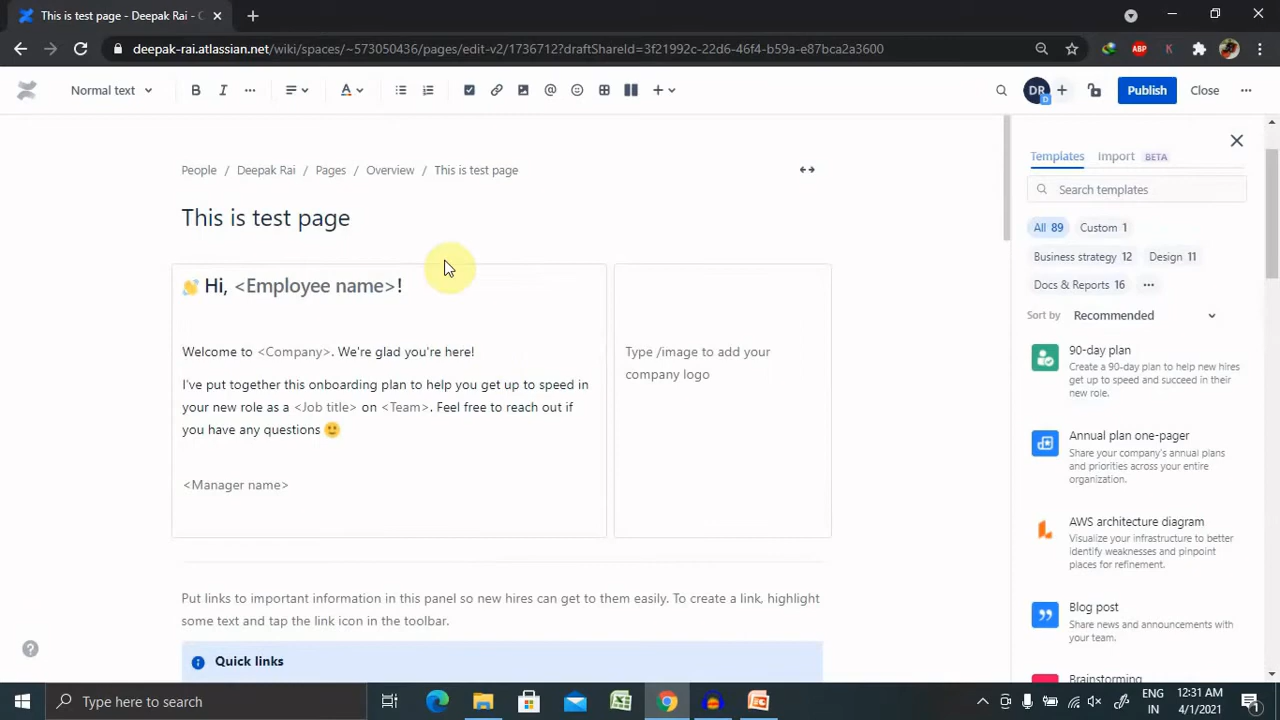 This is test page - Deepak Rai - C
deepak-rai.atlassian.net/wiki/spaces/~573050436/pages/edit-v2/1736712?draftShareId=3f21992c-22d6-46f4-b59a-e87bca2a3600
ABP
K
Normal text
B
I
A
@
DR
D
Publish
Close
People / Deepak Rai / Pages / Overview / This is test page
This is test page
👋 Hi, <Employee name>!
Welcome to <Company>. We're glad you're here!
I've put together this onboarding plan to help you get up to speed in
your new role as a <Job title> on <Team>. Feel free to reach out if
you have any questions 🙂
<Manager name>
Type /image to add your
company logo
Put links to important information in this panel so new hires can get to them easily. To create a link, highlight
some text and tap the link icon in the toolbar.
Quick links
Templates
Import BETA
Search templates
All 89
Custom 1
Business strategy 12
Design 11
Docs & Reports 16
Sort by Recommended
90-day plan
Create a 90-day plan to help new hires
get up to speed and succeed in their
new role.
Annual plan one-pager
Share your company's annual plans
and priorities across your entire
organization.
AWS architecture diagram
Visualize your infrastructure to better
identify weaknesses and pinpoint
places for refinement.
Blog post
Share news and announcements with
your team.
Brainstorming
Type here to search
ENG
IN
12:31 AM
4/1/2021
1